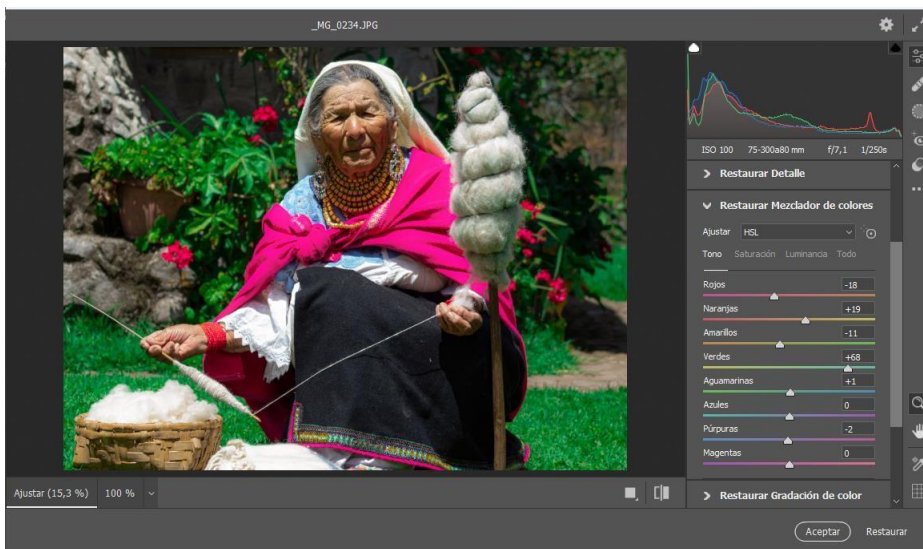 _MG_0234.JPG
ISO 100 75-300a80 mm f/7,1 1/250s
Restaurar Detalle
Restaurar Mezclador de colores
Ajustar HSL
Tono Saturación Luminancia Todo
Rojos -18
Naranjas +19
Amarillos -11
Verdes +68
Aguamarinas +1
Azules 0
Púrpuras -2
Magentas 0
Restaurar Gradación de color
Ajustar (15,3 %) 100 %
Aceptar Restaurar